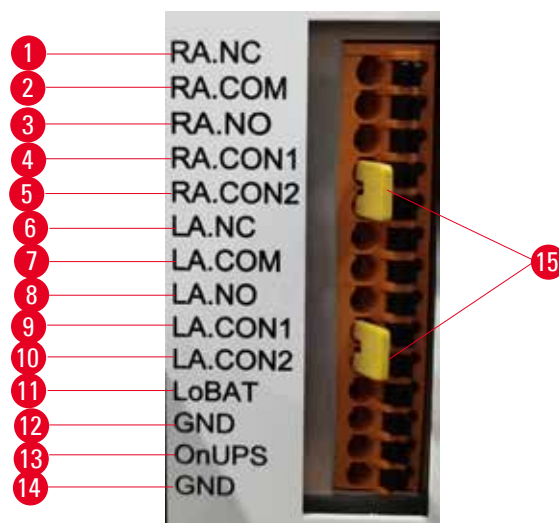 1 RA.NC
2 RA.COM
3 RA.NO
4 RA.CON1
5 RA.CON2
6 LA.NC
7 LA.COM
8 LA.NO
9 LA.CON1
10 LA.CON2
11 LoBAT
12 GND
13 OnUPS
14 GND
15